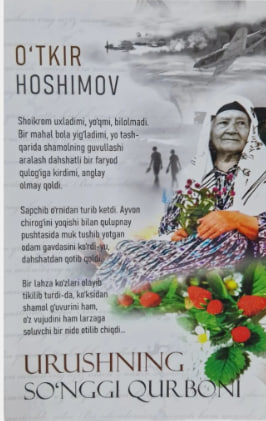 O‘TKIR
HOSHIMOV
Shoikrom uxladimi, yo‘qmi, bilolmadi.
Bir mahal bola yig‘ladimi, yo tash-
qarida shamolning guvullashi
aralash dahshatli bir faryod
qulog‘iga kirdimi, anglay
olmay qoldi.
Sapchib o‘rnidan turib ketdi. Ayvon
chirog‘ini yoqishi bilan qulupnay
pushtasida muk tushib yotgan
odam gavdasini ko‘rdi-yu,
dahshatdan qotib qoldi.
Bir lahza ko‘zlari olayib
tikilib turdi-da, ko‘ksidan
shamol g‘uvurini ham,
o‘z vujudini ham larzaga
soluvchi bir nido otilib chiqdi...
URUSHNING
SO‘NGGI QURBONI